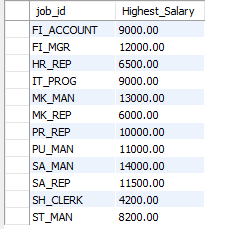 job_id Highest_Salary
FI_ACCOUNT 9000.00
FI_MGR 12000.00
HR_REP 6500.00
IT_PROG 9000.00
MK_MAN 13000.00
MK_REP 6000.00
PR_REP 10000.00
PU_MAN 11000.00
SA_MAN 14000.00
SA_REP 11500.00
SH_CLERK 4200.00
ST_MAN 8200.00